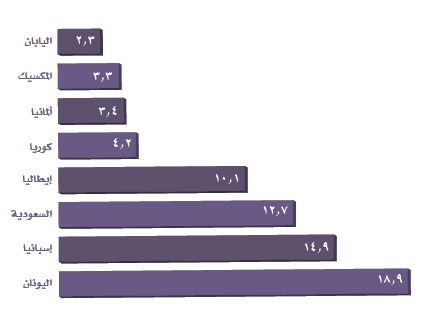 اليابان ٢,٣
المكسيك ٣,٣
ألمانيا ٣,٤
كوريا ٤,٢
إيطاليا ١٠,١
السعودية ١٢,٧
إسبانيا ١٤,٩
اليونان ١٨,٩